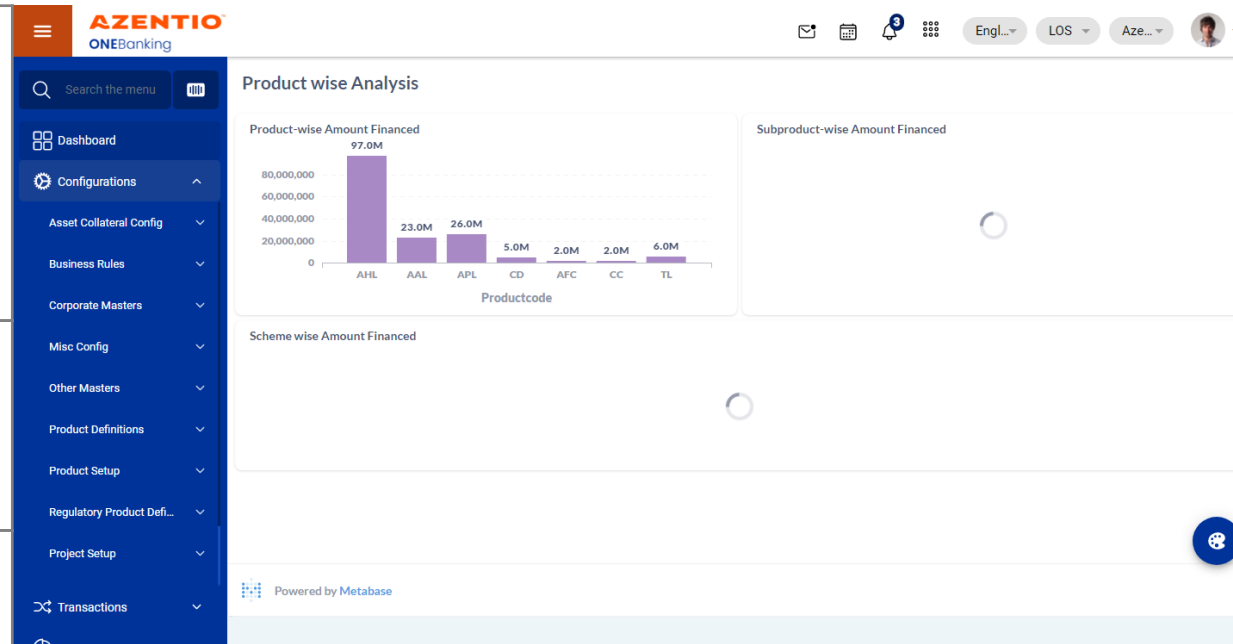 AZENTIO
ONEBanking
3
Engl...
LOS
Aze...
Search the menu
Dashboard
Configurations
Asset Collateral Config
Business Rules
Corporate Masters
Misc Config
Other Masters
Product Definitions
Product Setup
Regulatory Product Defi...
Project Setup
Transactions
Product wise Analysis
Product-wise Amount Financed
97.0M
80,000,000
60,000,000
40,000,000
20,000,000
0
23.0M
26.0M
5.0M
2.0M
2.0M
6.0M
AHL AAL APL CD AFC CC TL
Productcode
Subproduct-wise Amount Financed
Scheme wise Amount Financed
Powered by Metabase